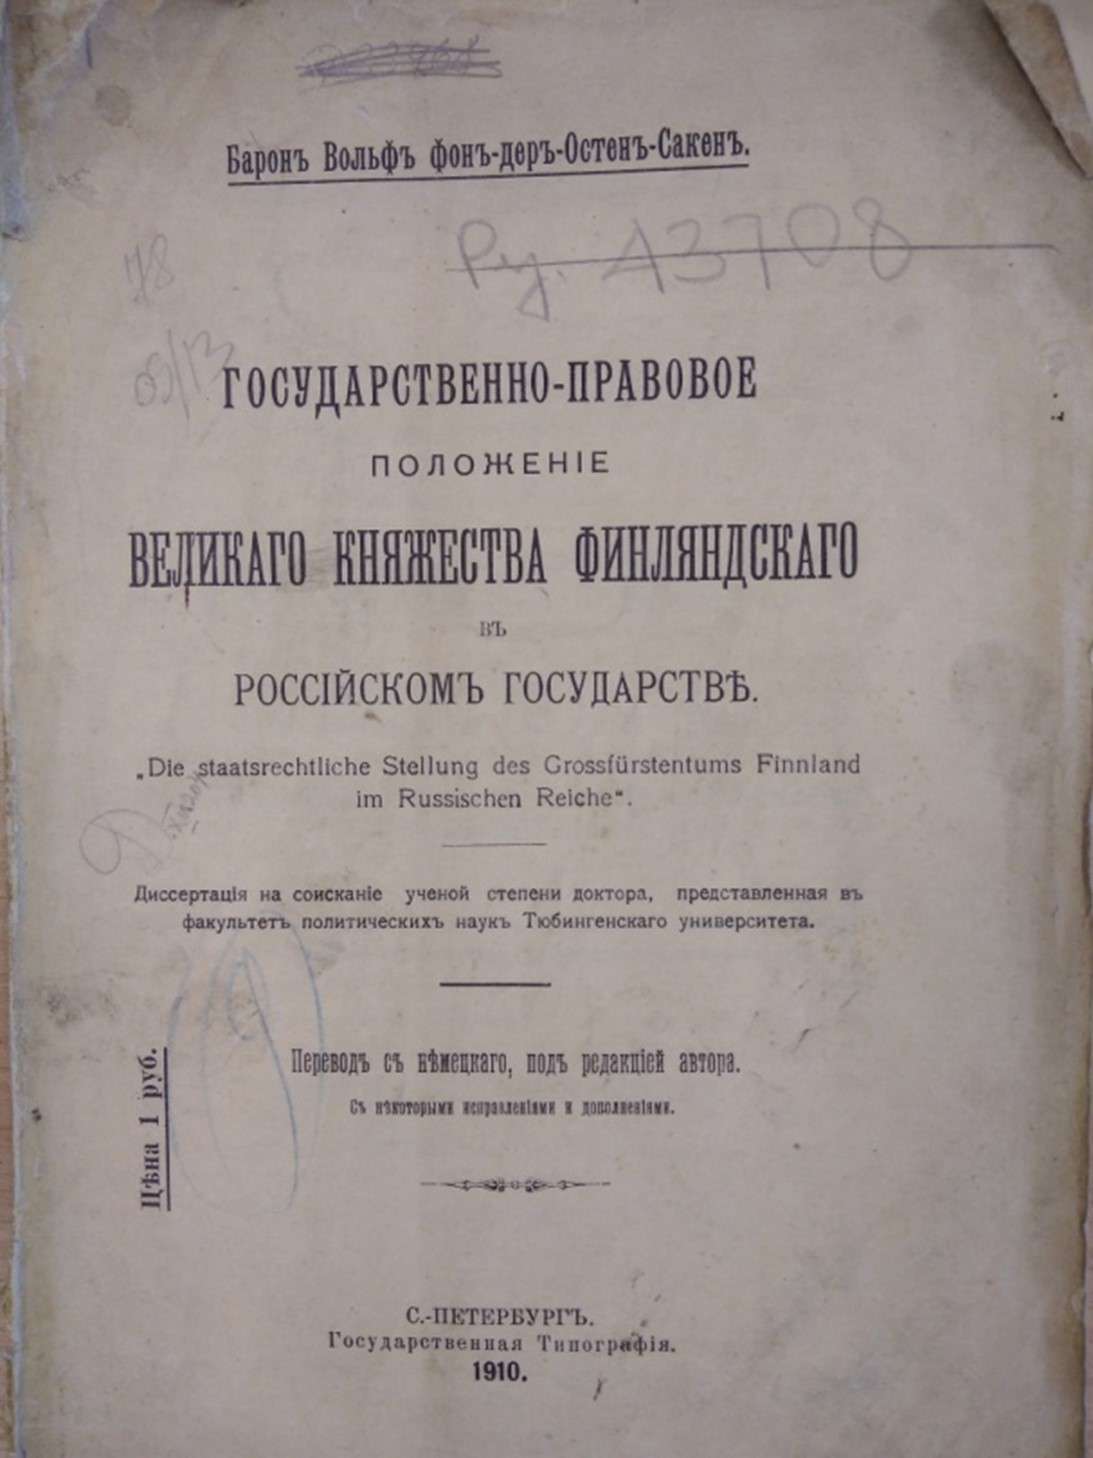 Баронъ Вольфъ фонъ-деръ-Остенъ-Сакенъ.
Ру. 43708
78
ГОСУДАРСТВЕННО-ПРАВОВОЕ
ПОЛОЖЕНІЕ
ВЕЛИКАГО КНЯЖЕСТВА ФИНЛЯНДСКАГО
ВЪ
РОССІЙСКОМЪ ГОСУДАРСТВѢ.
„Die staatsrechtliche Stellung des Grossfürstentums Finnland
im Russischen Reiche“.
Диссертація на соисканіе ученой степени доктора, представленная въ
факультетъ политическихъ наукъ Тюбингенскаго университета.
Переводъ съ нѣмецкаго, подъ редакціей автора.
Съ нѣкоторыми исправленіями и дополненіями.
Цѣна 1 руб.
С.-ПЕТЕРБУРГЪ.
Государственная Типографія.
1910.